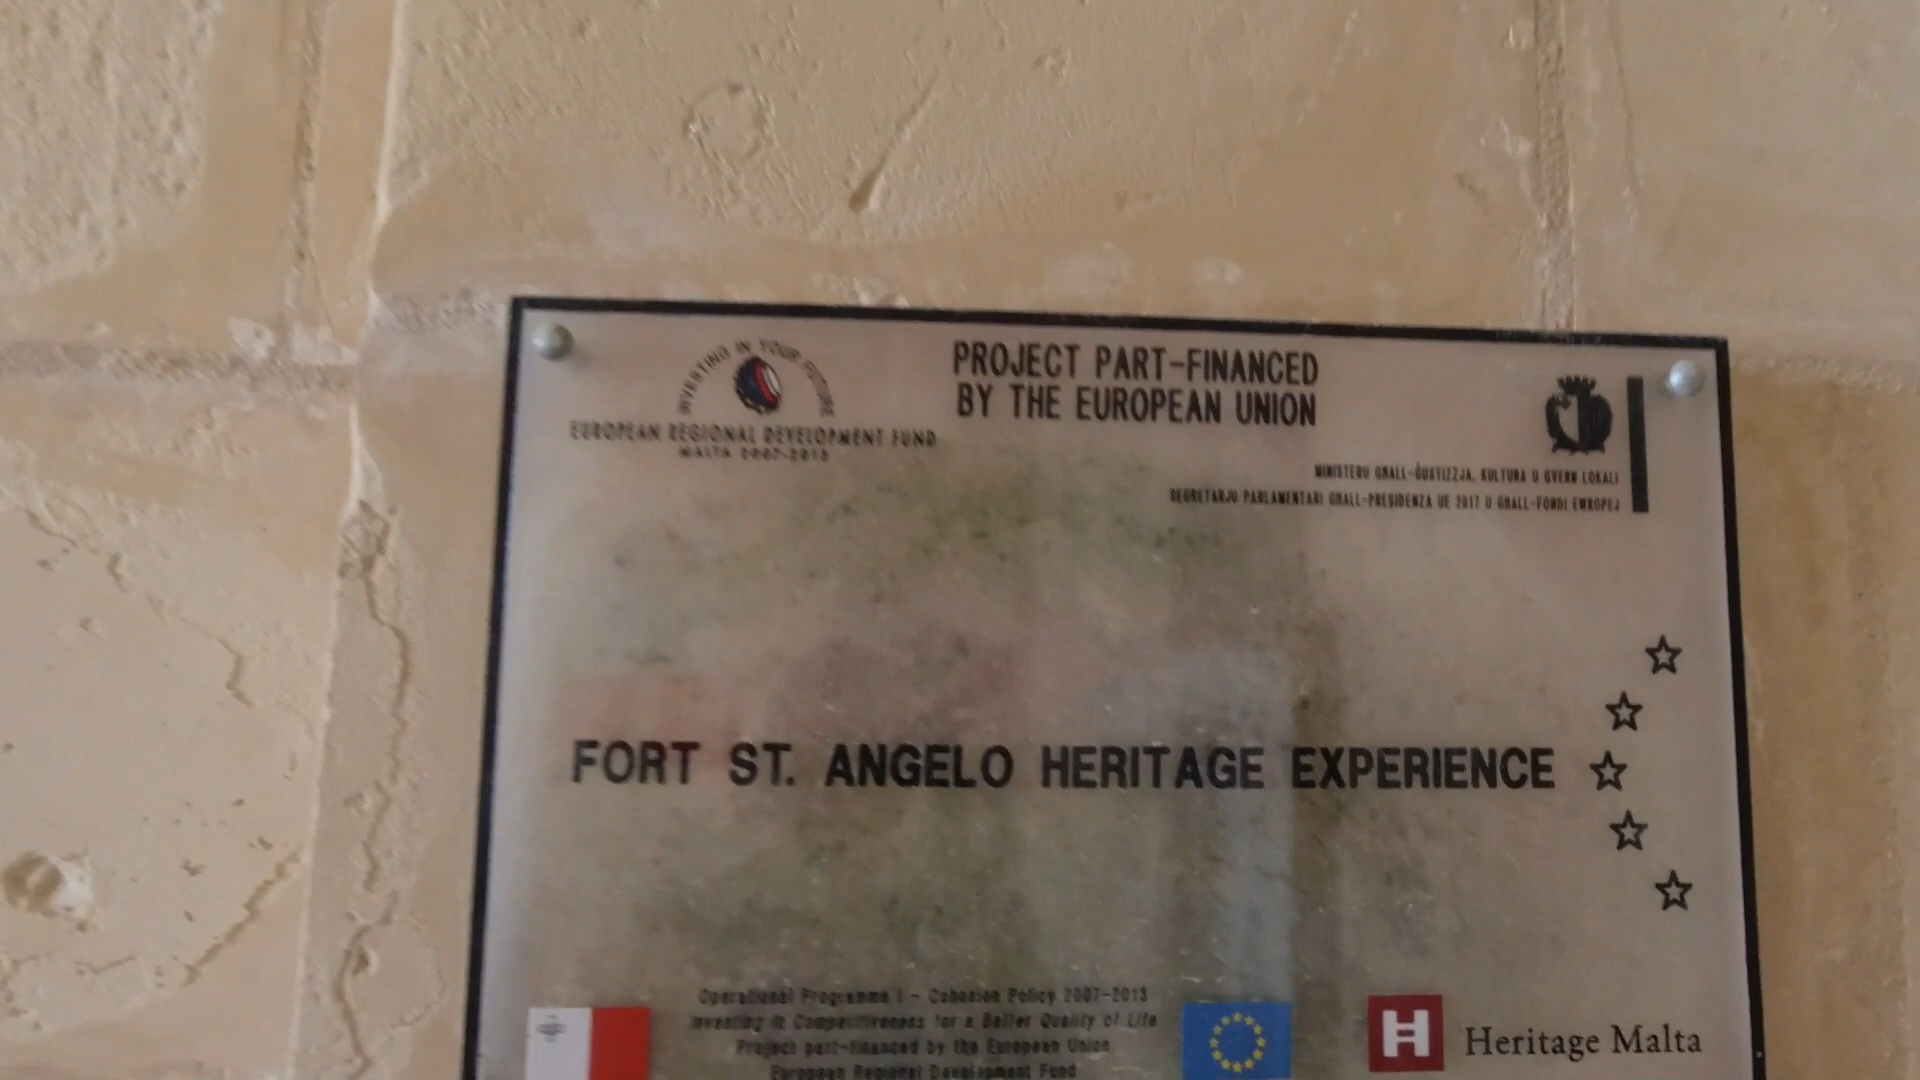 INVESTING IN YOUR FUTURE
EUROPEAN REGIONAL DEVELOPMENT FUND
MALTA 2007-2013
PROJECT PART-FINANCED
BY THE EUROPEAN UNION
MINISTERU GĦALL-ĠUSTIZZJA, KULTURA U GVERN LOKALI
SEGRETARJU PARLAMENTARI GĦALL-PRESIDENZA UE 2017 U GĦALL-FONDI EWROPEJ
FORT ST. ANGELO HERITAGE EXPERIENCE
Operational Programme I - Cohesion Policy 2007-2013
Investing in Competitiveness for a Better Quality of Life
Project part-financed by the European Union
European Regional Development Fund
Heritage Malta